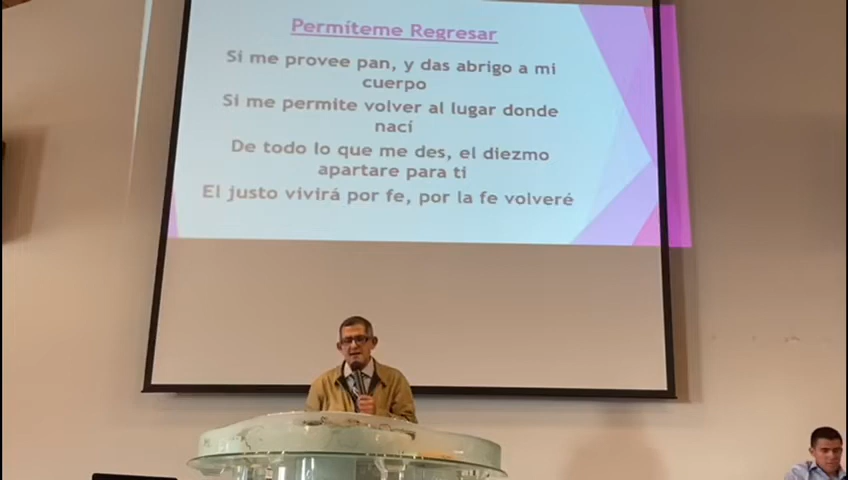 Permíteme Regresar
Si me provee pan, y das abrigo a mi
cuerpo
Si me permite volver al lugar donde
nací
De todo lo que me des, el diezmo
apartare para ti
El justo vivirá por fe, por la fe volveré